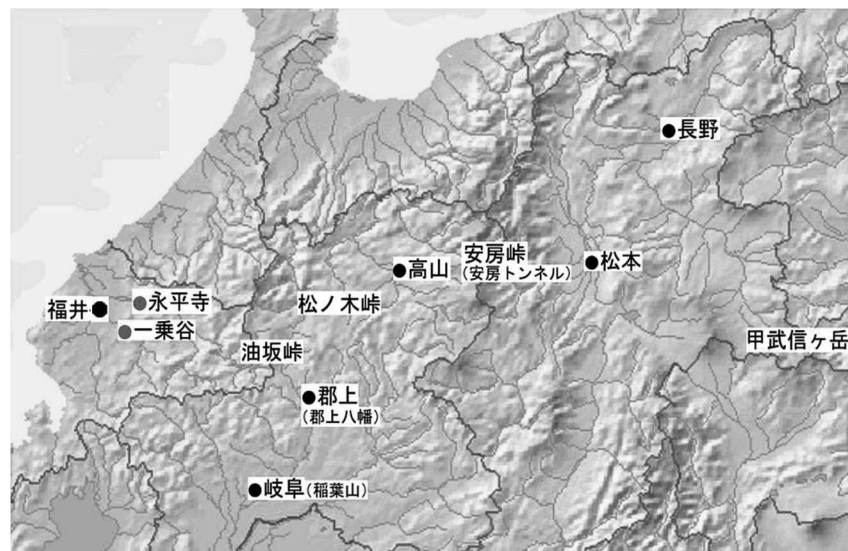 長野
安房峠
（安房トンネル）
松本
高山
福井
永平寺
一乗谷
松ノ木峠
油坂峠
甲武信ヶ岳
郡上
（郡上八幡）
岐阜（稲葉山）